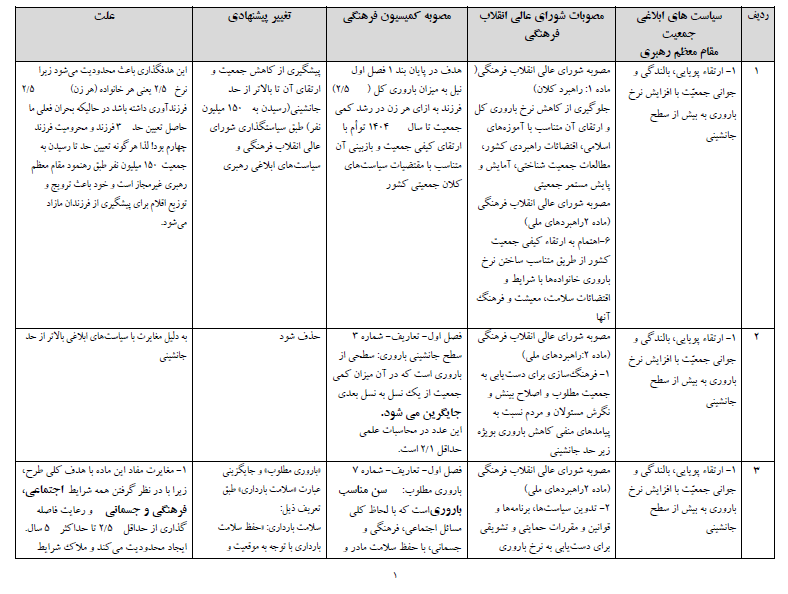 ردیف
سیاست های ابلاغی
جمعیت
مقام معظم رهبری
مصوبات شورای عالی انقلاب
فرهنگی
مصوبه کمیسیون فرهنگی
تغییر پیشنهادی
علت
۱
۱- ارتقاء پویایی، بالندگی و
جوانی جمعیّت با افزایش نرخ
باروری به بیش از سطح
جانشینی
مصوبه شورای عالی انقلاب فرهنگی(
ماده ۱: راهبرد کلان)
جلوگیری از کاهش نرخ باروری کل
و ارتقای آن متناسب با آموزه‌های
اسلامی، اقتضائات راهبردی کشور،
مطالعات جمعیت شناختی، آمایش و
پایش مستمر جمعیتی
مصوبه شورای عالی انقلاب فرهنگی
(ماده ۲راهبردهای ملی)
۶-اهتمام به ارتقاء کیفی جمعیت
کشور از طریق متناسب ساختن نرخ
باروری خانواده‌ها با شرایط و
اقتضائات سلامت، معیشت و فرهنگ
آنها
هدف در پایان بند ۱ فصل اول
نیل به میزان باروری کل ( ۲/۵)
فرزند به ازای هر زن در رشد کمی
جمعیت تا سال ۱۴۰۴ توأم با
ارتقای کیفی جمعیت و بازبینی آن
متناسب با مقتضیات سیاست‌های
کلان جمعیتی کشور
پیشگیری از کاهش جمعیت و
ارتقای آن تا بالاتر از حد
جانشینی(رسیدن به ۱۵۰ میلیون
نفر) طبق سیاستگذاری شورای
عالی انقلاب فرهنگی و
سیاست‌های ابلاغی رهبری
این هدفگذاری باعث محدودیت می‌شود زیرا
نرخ ۲/۵ یعنی هر خانواده (هر زن) ۲/۵
فرزندآوری داشته باشد در حالیکه بحران فعلی ما
حاصل تعیین حد ۳ فرزند و محرومیت فرزند
چهارم بود! لذا هرگونه تعیین حد تا رسیدن به
جمعیت ۱۵۰ میلیون نفر طبق رهنمود مقام معظم
رهبری غیرمجاز است و خود باعث ترویج و
توزیع اقلام برای پیشگیری از فرزندان مازاد
می‌شود.
۲
۱- ارتقاء پویایی، بالندگی و
جوانی جمعیّت با افزایش نرخ
باروری به بیش از سطح
جانشینی
مصوبه شورای عالی انقلاب فرهنگی
(ماده ۲:راهبردهای ملی)
۱- فرهنگ‌سازی برای دست‌یابی به
جمعیت مطلوب و اصلاح بینش و
نگرش مسئولان و مردم نسبت به
پیامدهای منفی کاهش باروری بویژه
زیر حد جانشینی
فصل اول- تعاریف- شماره ۳
سطح جانشینی باروری: سطحی از
باروری است که در آن میزان کمی
جمعیت از یک نسل به نسل بعدی
جایگزین می شود.
این عدد در محاسبات علمی
حداقل ۲/۱ است.
حذف شود
به دلیل مغایرت با سیاست‌های ابلاغی بالاتر از حد
جانشینی
۳
۱- ارتقاء پویایی، بالندگی و
جوانی جمعیّت با افزایش نرخ
باروری به بیش از سطح
جانشینی
مصوبه شورای عالی انقلاب فرهنگی
(ماده ۲راهبردهای ملی)
۲- تدوین سیاست‌ها، برنامه‌ها و
قوانین و مقررات حمایتی و تشویقی
برای دست‌یابی به نرخ باروری
فصل اول- تعاریف- شماره ۷
باروری مطلوب: سن مناسب
باروری‌است که با لحاظ کلی
مسائل اجتماعی، فرهنگی و
جسمانی، با حفظ سلامت مادر و
«باروری مطلوب» و جایگزینی
عبارت «سلامت بارداری» طبق
تعریف ذیل:
سلامت بارداری: «حفظ سلامت
بارداری با توجه به موقعیت و
۱- مغایرت مفاد این ماده با هدف کلی طرح،
زیرا با در نظر گرفتن همه شرایط اجتماعی،
فرهنگی و جسمانی و رعایت فاصله
گذاری از حداقل ۲/۵ تا حداکثر ۵ سال.
ایجاد محدودیت می‌کند و ملاک شرایط
۱